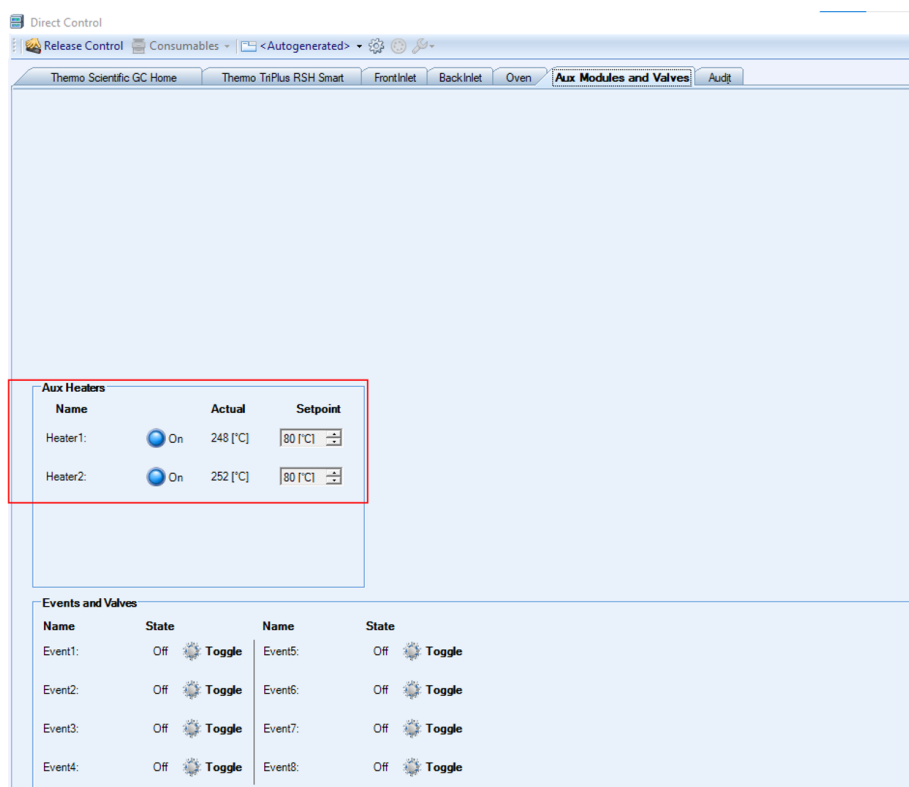 Direct Control
Release Control Consumables <Autogenerated>
Thermo Scientific GC Home Thermo TriPlus RSH Smart FrontInlet BackInlet Oven Aux Modules and Valves Audit
Aux Heaters
Name Actual Setpoint
Heater1: On 248 [°C] 80 [°C]
Heater2: On 252 [°C] 80 [°C]
Events and Valves
Name State Name State
Event1: Off Toggle Event5: Off Toggle
Event2: Off Toggle Event6: Off Toggle
Event3: Off Toggle Event7: Off Toggle
Event4: Off Toggle Event8: Off Toggle